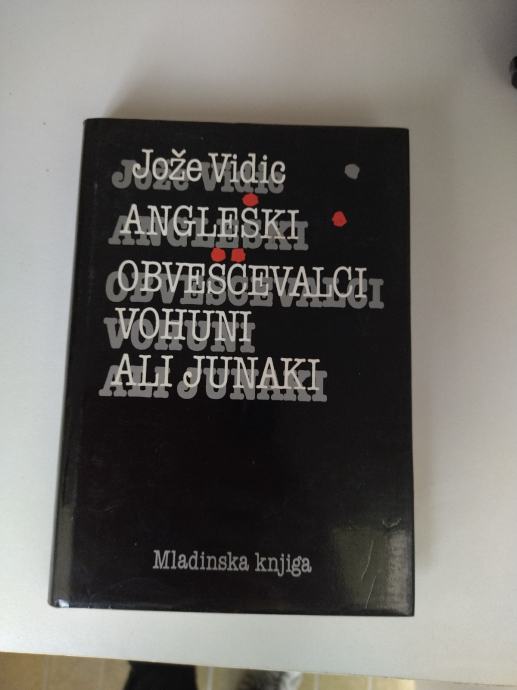 Jože Vidic
ANGLEŠKI
OBVEŠČEVALCI
VOHUNI
ALI JUNAKI
Mladinska knjiga